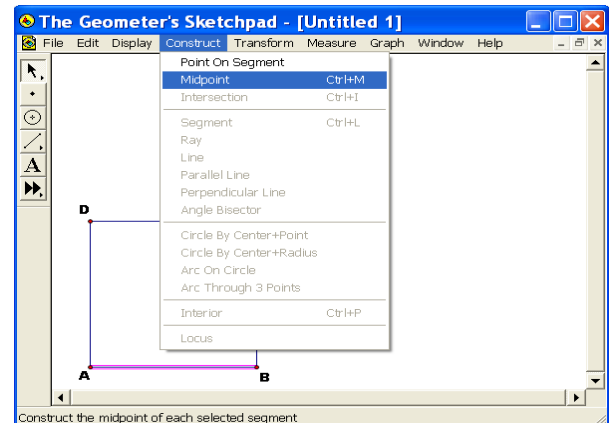 The Geometer's Sketchpad - [Untitled 1]
File Edit Display Construct Transform Measure Graph Window Help
A
Point On Segment
Midpoint Ctrl+M
Intersection Ctrl+I
Segment Ctrl+L
Ray
Line
Parallel Line
Perpendicular Line
Angle Bisector
Circle By Center+Point
Circle By Center+Radius
Arc On Circle
Arc Through 3 Points
Interior Ctrl+P
Locus
D
A B
Construct the midpoint of each selected segment